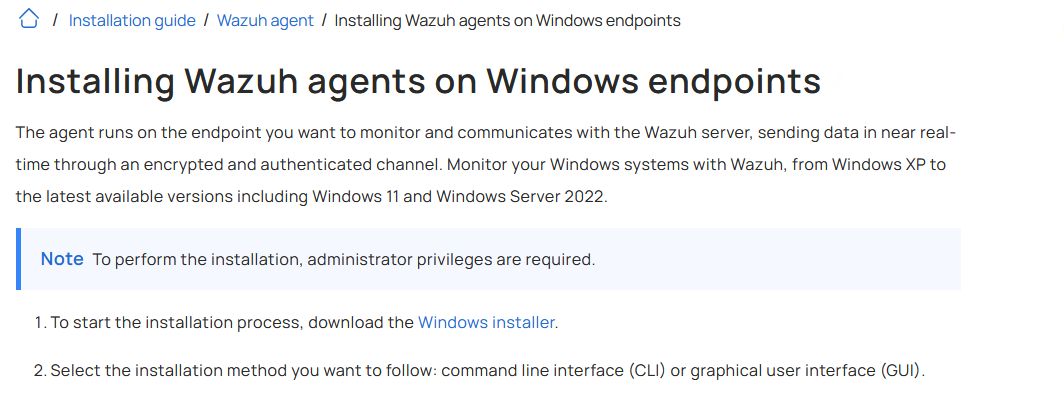 / Installation guide / Wazuh agent / Installing Wazuh agents on Windows endpoints
Installing Wazuh agents on Windows endpoints
The agent runs on the endpoint you want to monitor and communicates with the Wazuh server, sending data in near real-
time through an encrypted and authenticated channel. Monitor your Windows systems with Wazuh, from Windows XP to
the latest available versions including Windows 11 and Windows Server 2022.
Note To perform the installation, administrator privileges are required.
1. To start the installation process, download the Windows installer.
2. Select the installation method you want to follow: command line interface (CLI) or graphical user interface (GUI).